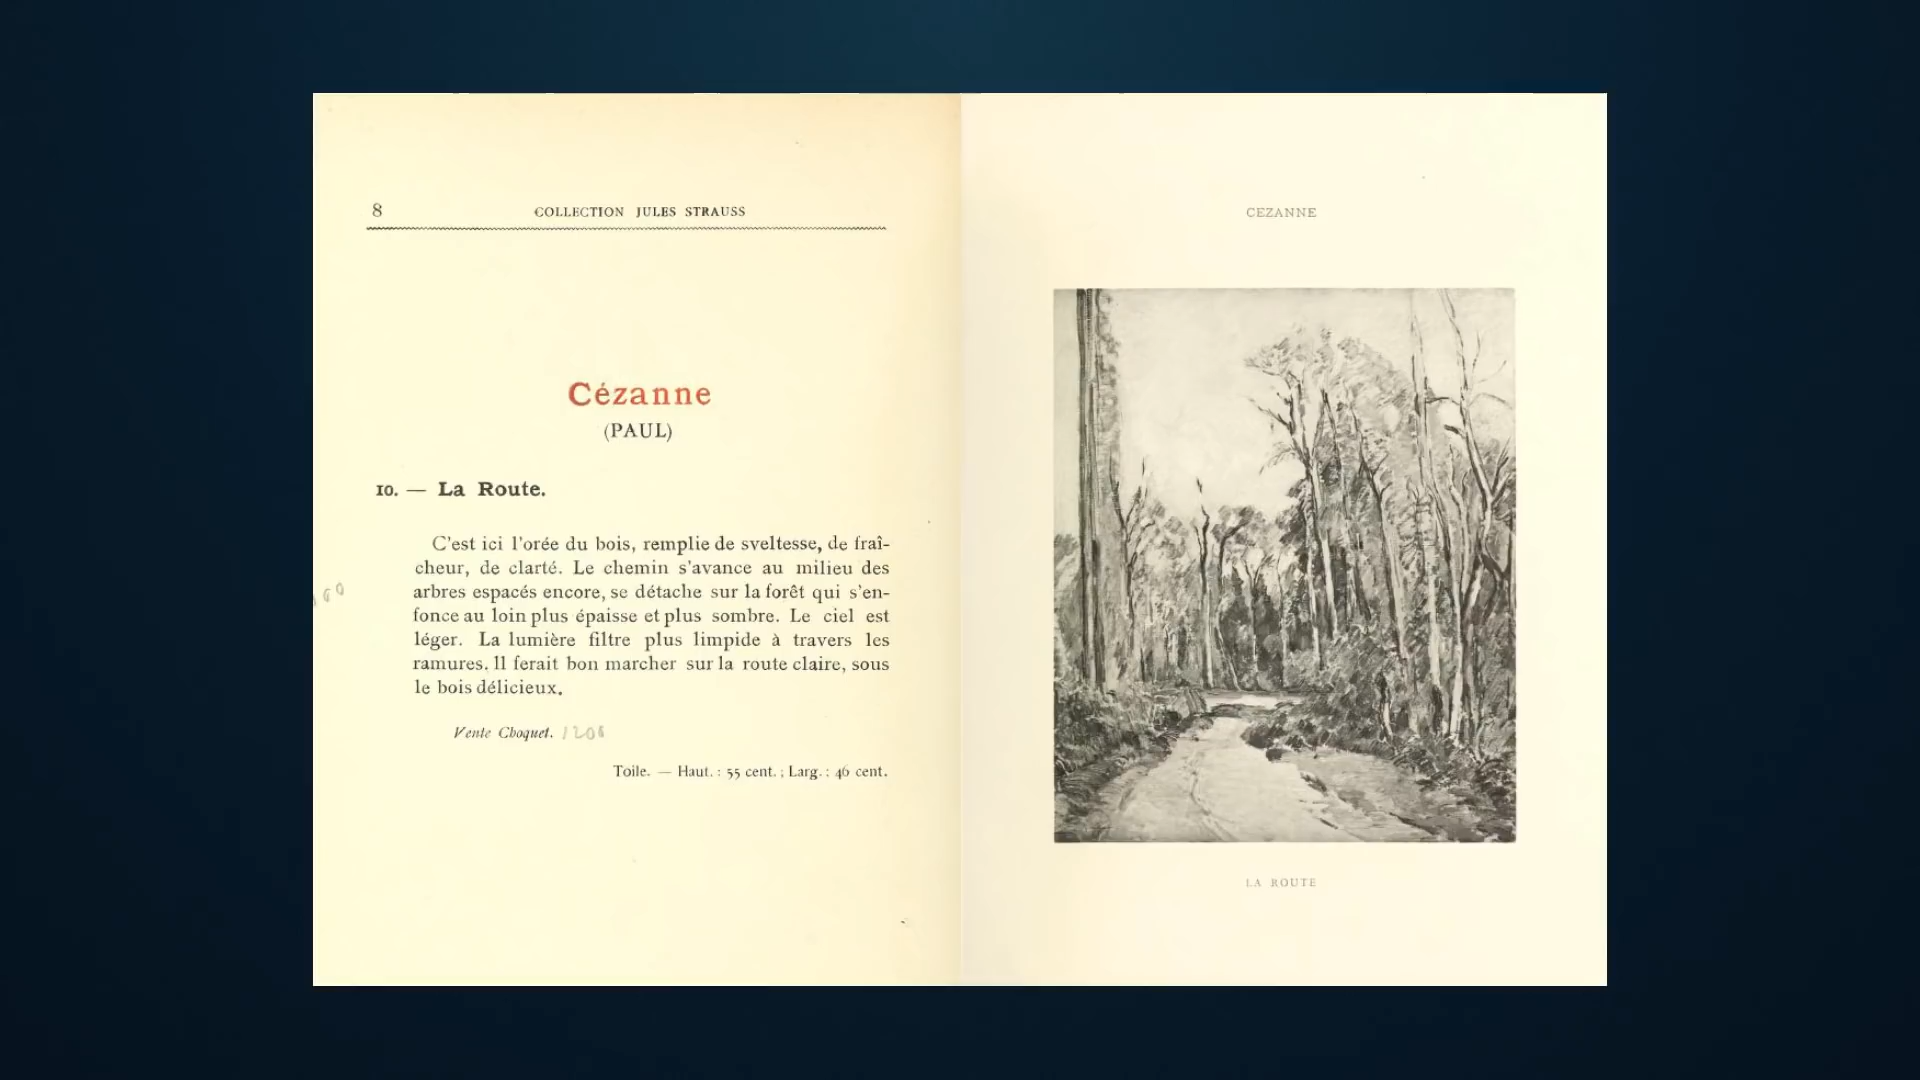 8 COLLECTION JULES STRAUSS
Cézanne
(PAUL)
10. — La Route.
C'est ici l'orée du bois, remplie de sveltesse, de fraî-
cheur, de clarté. Le chemin s'avance au milieu des
arbres espacés encore, se détache sur la forêt qui s'en-
fonce au loin plus épaisse et plus sombre. Le ciel est
léger. La lumière filtre plus limpide à travers les
ramures. Il ferait bon marcher sur la route claire, sous
le bois délicieux.
Vente Choquet.
Toile. — Haut. : 55 cent. ; Larg. : 46 cent.
CEZANNE
LA ROUTE